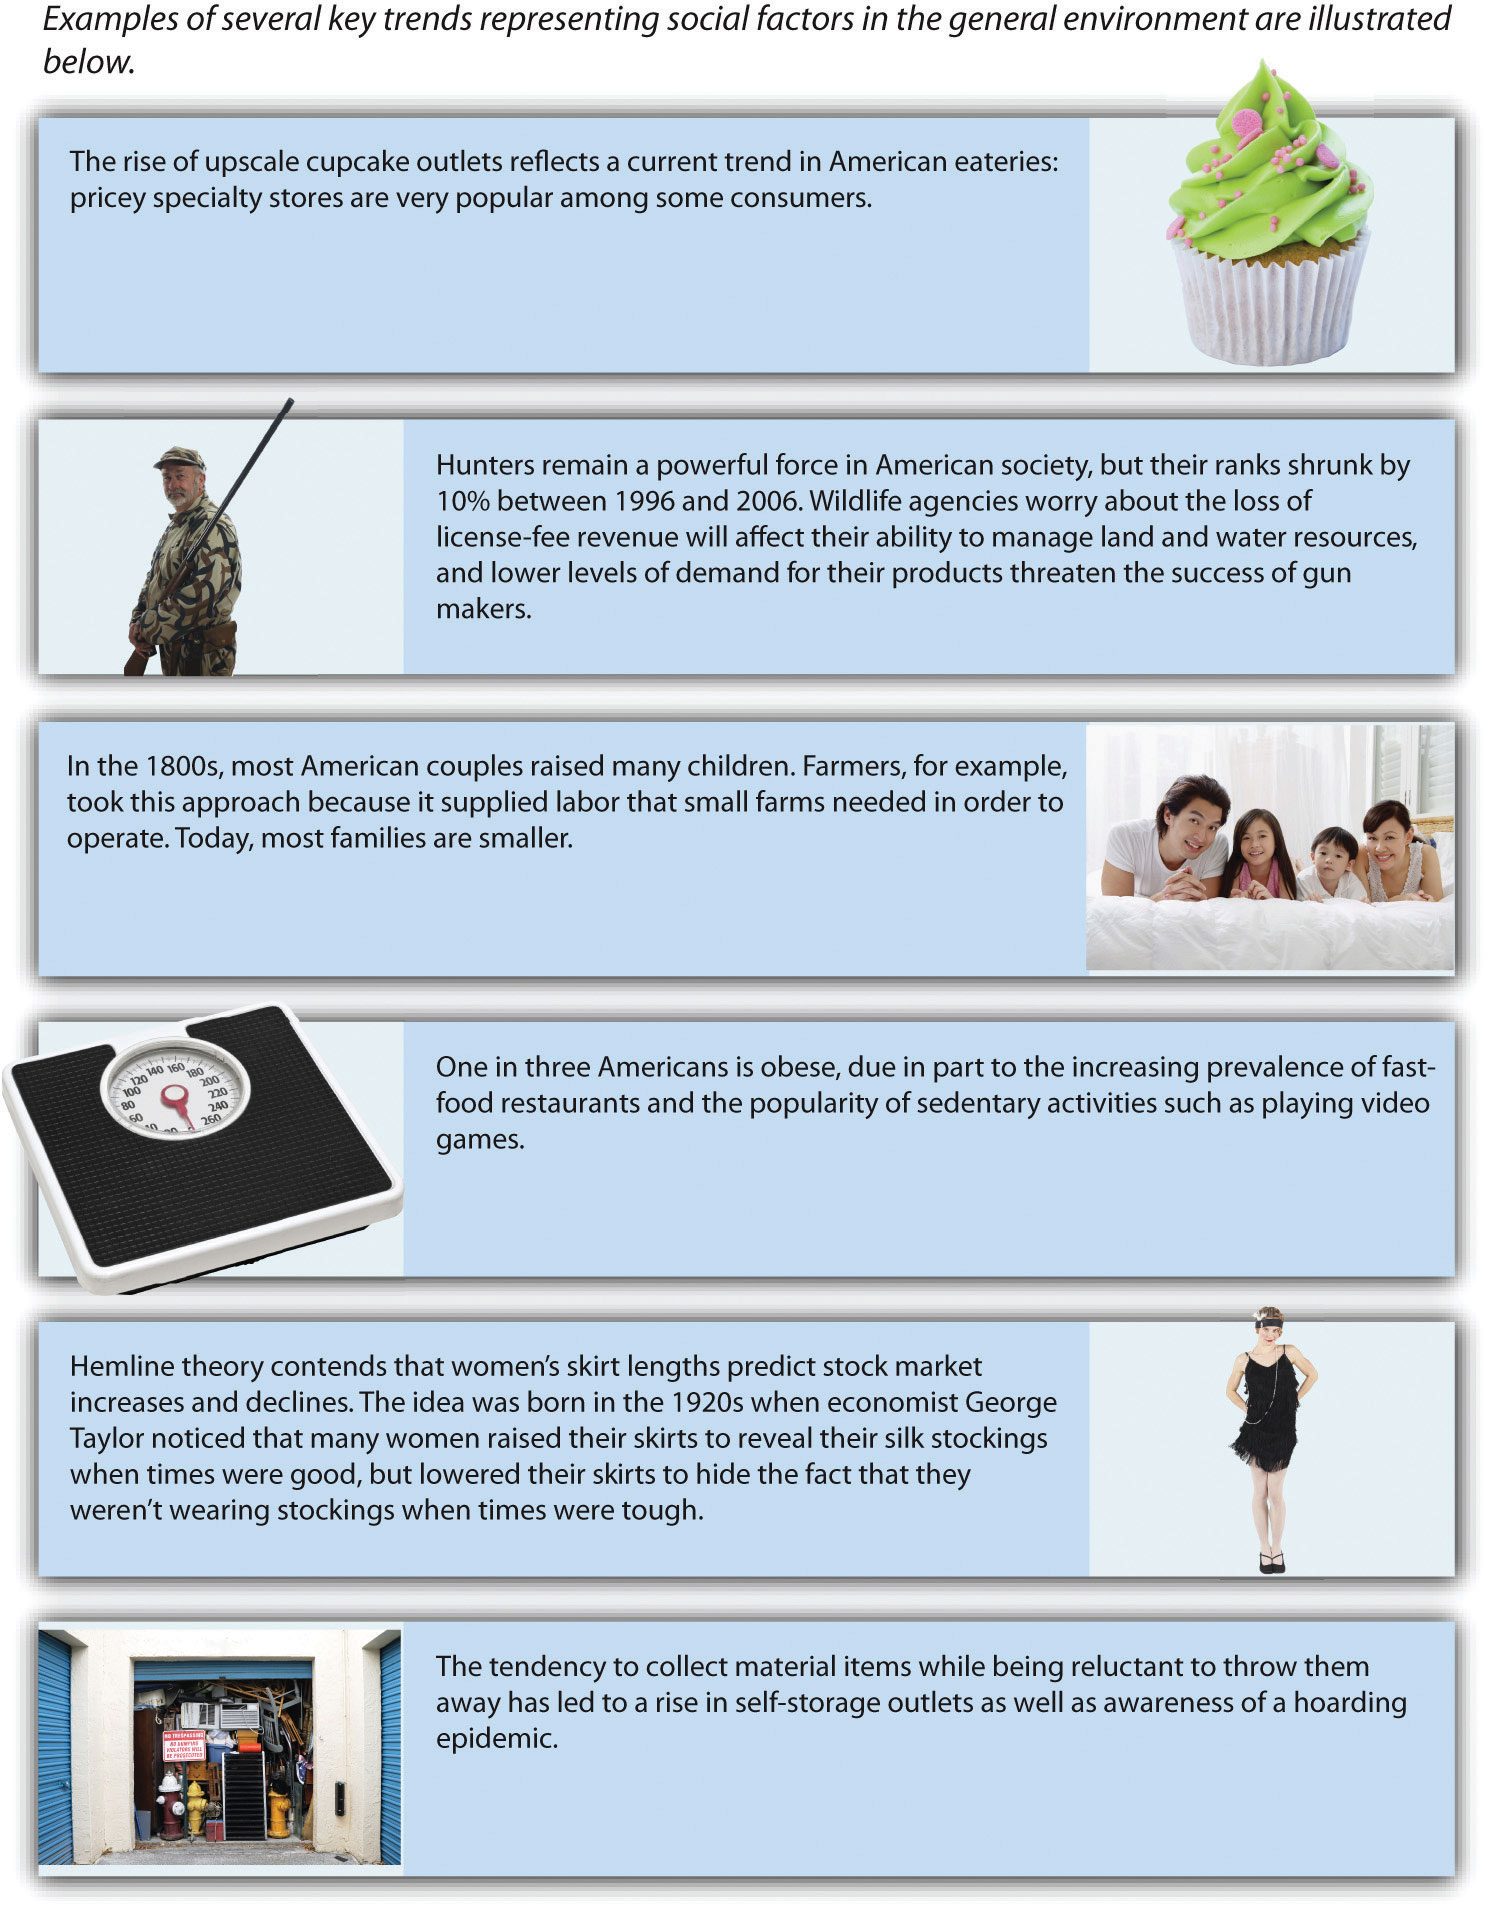 Examples of several key trends representing social factors in the general environment are illustrated
below.
The rise of upscale cupcake outlets reflects a current trend in American eateries:
pricey specialty stores are very popular among some consumers.
Hunters remain a powerful force in American society, but their ranks shrunk by
10% between 1996 and 2006. Wildlife agencies worry about the loss of
license-fee revenue will affect their ability to manage land and water resources,
and lower levels of demand for their products threaten the success of gun
makers.
In the 1800s, most American couples raised many children. Farmers, for example,
took this approach because it supplied labor that small farms needed in order to
operate. Today, most families are smaller.
One in three Americans is obese, due in part to the increasing prevalence of fast-
food restaurants and the popularity of sedentary activities such as playing video
games.
60
80
100
120
140
160
180
200
220
240
260
Hemline theory contends that women's skirt lengths predict stock market
increases and declines. The idea was born in the 1920s when economist George
Taylor noticed that many women raised their skirts to reveal their silk stockings
when times were good, but lowered their skirts to hide the fact that they
weren't wearing stockings when times were tough.
The tendency to collect material items while being reluctant to throw them
away has led to a rise in self-storage outlets as well as awareness of a hoarding
epidemic.
NO TRESPASSING
NO DUMPING
VIOLATORS WILL
BE PROSECUTED